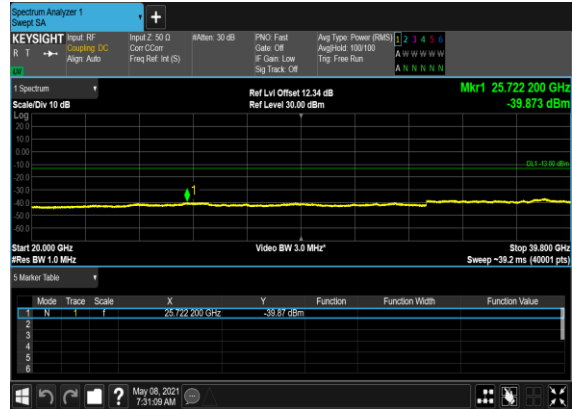 Spectrum Analyzer 1
Swept SA
+
KEYSIGHT Input: RF Input Z: 50 Ω #Atten: 30 dB PNO: Fast Avg Type: Power (RMS) 1 2 3 4 5 6
R T Coupling: DC Corr CCorr Gate: Off Avg|Hold: 100/100 A W W W W W
Align: Auto Freq Ref: Int (S) IF Gain: Low Trig: Free Run
Sig Track: Off A N N N N N
1 Spectrum Ref Lvl Offset 12.34 dB Mkr1 25.722 200 GHz
Scale/Div 10 dB Ref Level 30.00 dBm -39.873 dBm
Log
20.0
10.0
0.00
-10.0
DL1 -13.00 dBm
-20.0
-30.0
1
-40.0
-50.0
-60.0
Start 20.000 GHz Video BW 3.0 MHz* Stop 39.800 GHz
#Res BW 1.0 MHz Sweep ~39.2 ms (40001 pts)
5 Marker Table
Mode Trace Scale X Y Function Function Width Function Value
1 N 1 f 25.722 200 GHz -39.87 dBm
2
3
4
5
6
? May 08, 2021
7:31:09 AM